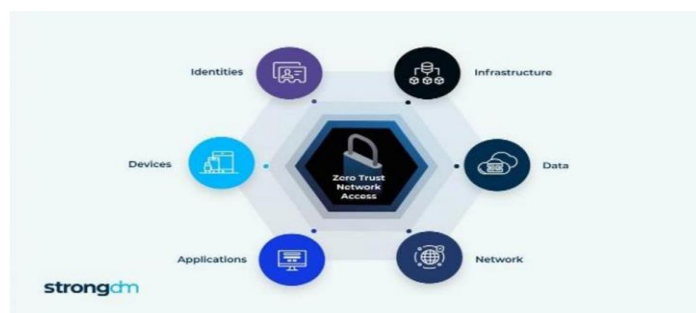 Identities
Infrastructure
Devices
Zero Trust
Network
Access
Data
Applications
Network
strongdm